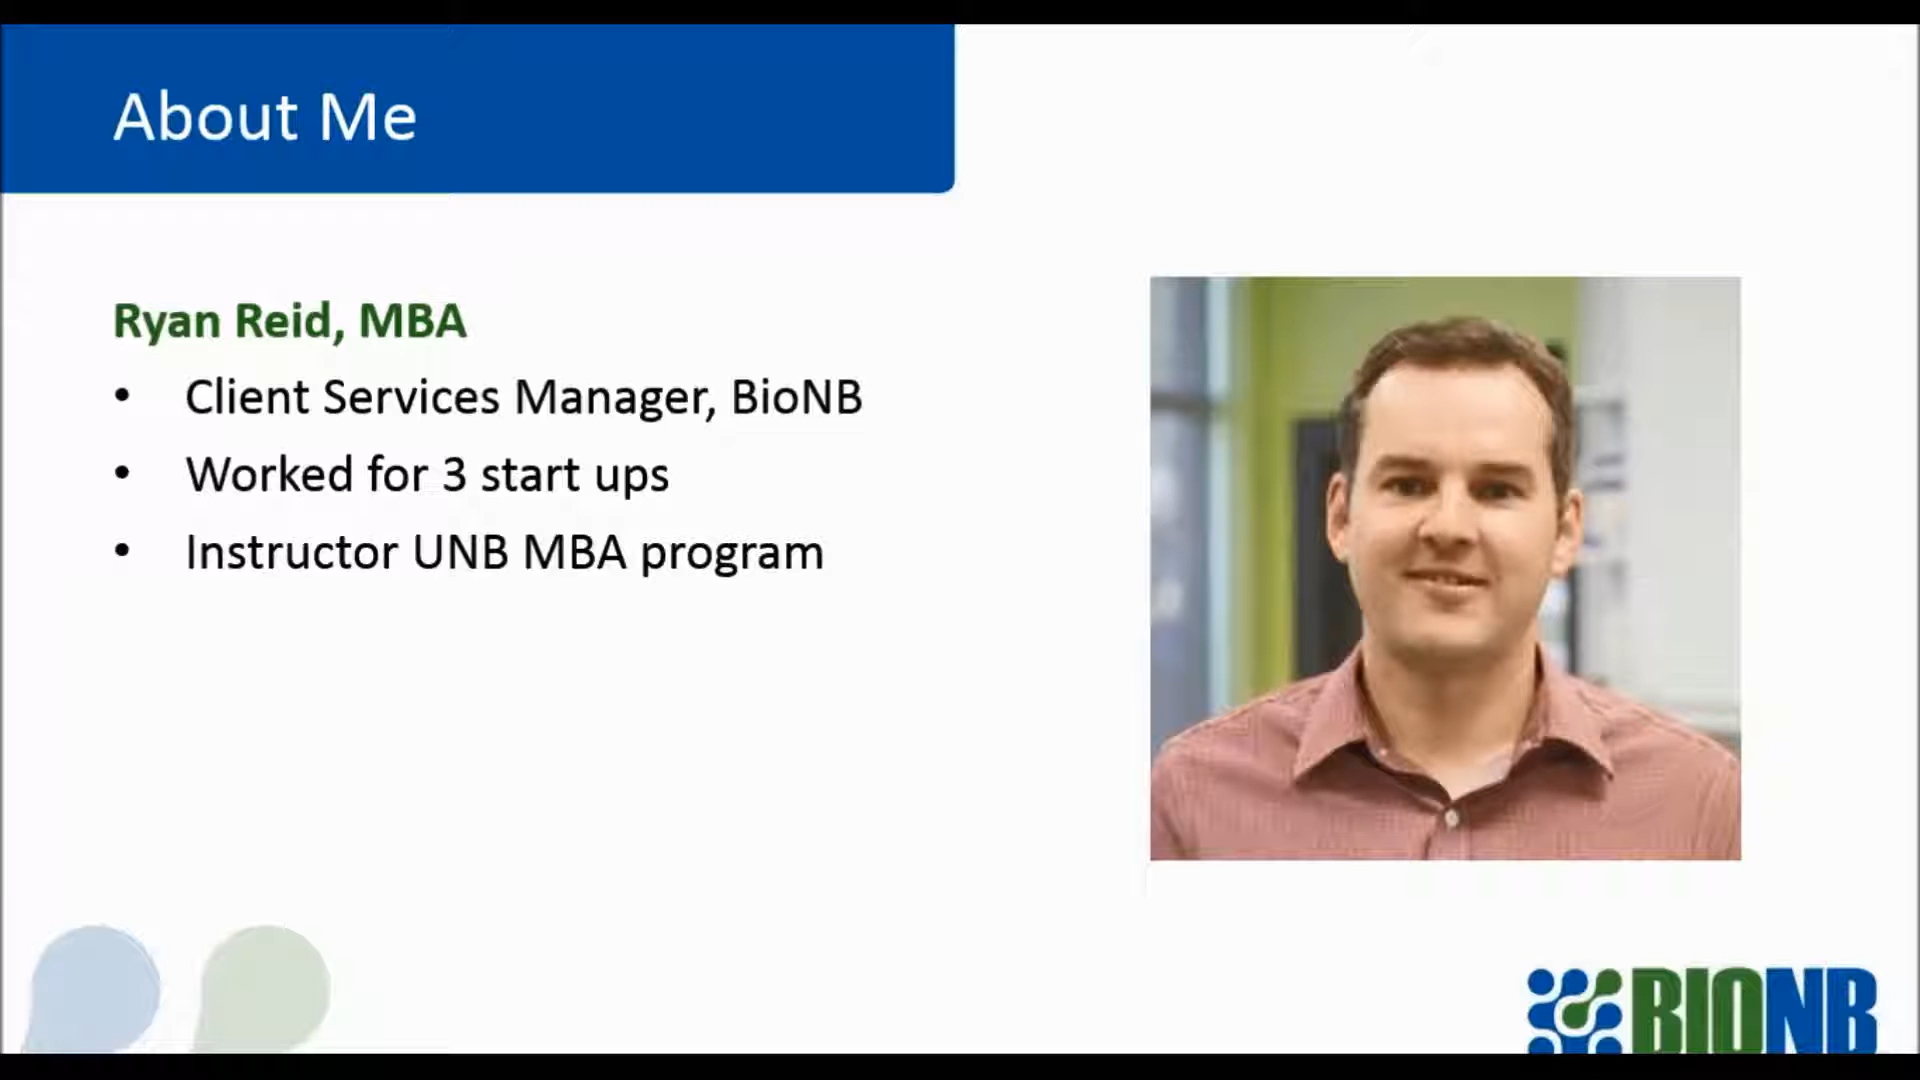 About Me
Ryan Reid, MBA
• Client Services Manager, BioNB
• Worked for 3 start ups
• Instructor UNB MBA program
BIONB